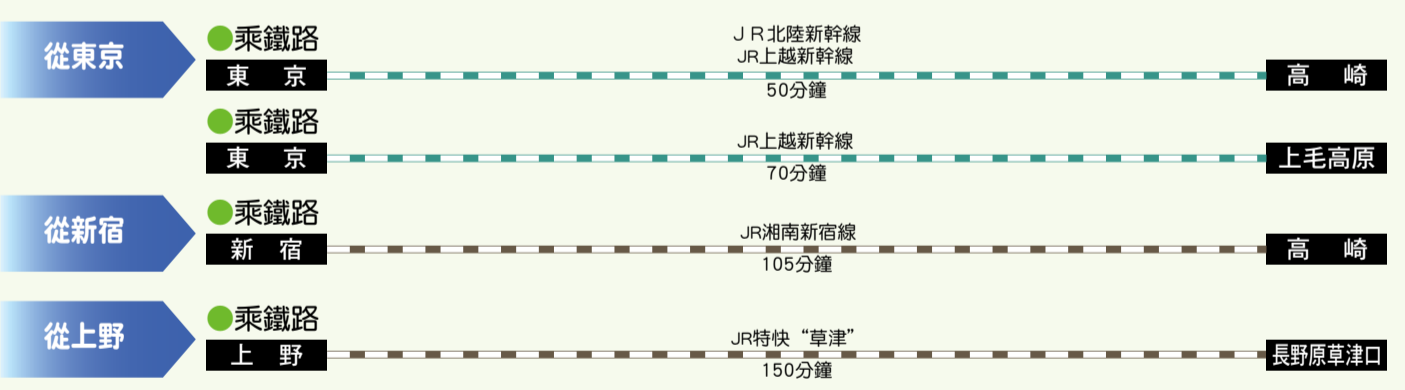 從東京
●乘鐵路
東京
JR北陸新幹線
JR上越新幹線
50分鐘
高崎
●乘鐵路
東京
JR上越新幹線
70分鐘
上毛高原
從新宿
●乘鐵路
新宿
JR湘南新宿線
105分鐘
高崎
從上野
●乘鐵路
上野
JR特快“草津”
150分鐘
長野原草津口